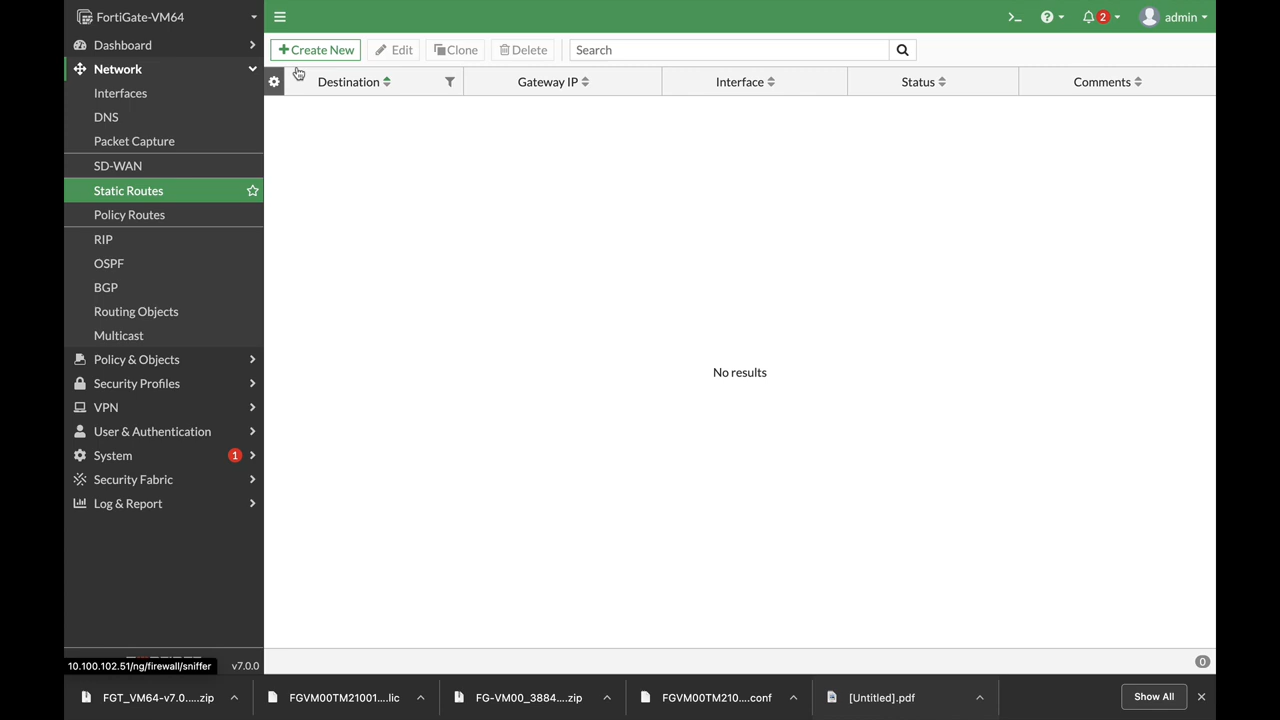 FortiGate-VM64
2
admin
Dashboard
Network
Interfaces
DNS
Packet Capture
SD-WAN
Static Routes
Policy Routes
RIP
OSPF
BGP
Routing Objects
Multicast
Policy & Objects
Security Profiles
VPN
User & Authentication
System 1
Security Fabric
Log & Report
10.100.102.51/ng/firewall/sniffer
v7.0.0
+Create New Edit Clone Delete Search
Destination Gateway IP Interface Status Comments
No results
0
FGT_VM64-v7.0.....zip FGVM00TM21001....lic FG-VM00_3884....zip FGVM00TM210....conf [Untitled].pdf Show All